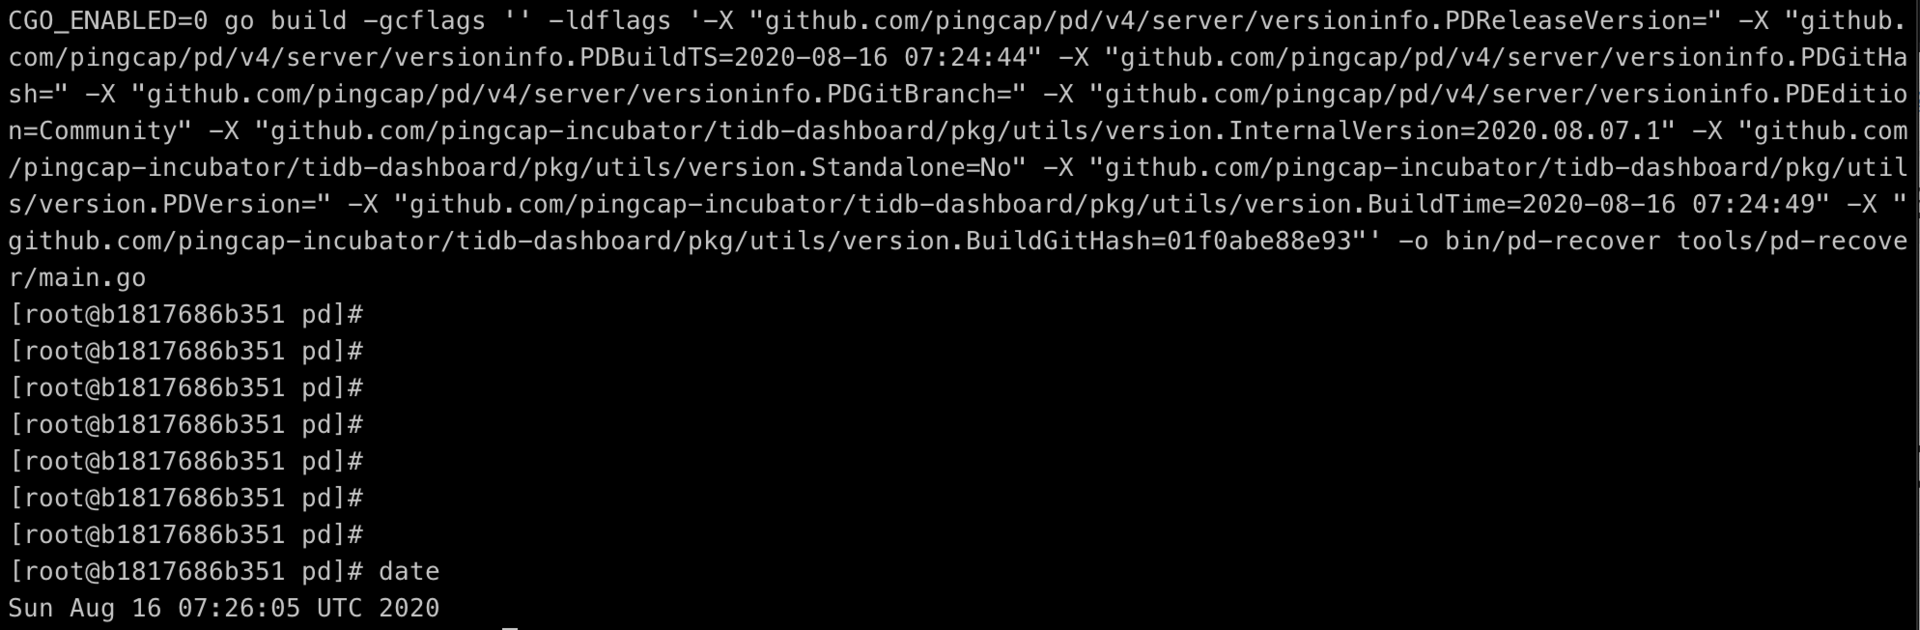 CGO_ENABLED=0 go build -gcflags '' -ldflags '-X "github.com/pingcap/pd/v4/server/versioninfo.PDReleaseVersion=" -X "github.
com/pingcap/pd/v4/server/versioninfo.PDBuildTS=2020-08-16 07:24:44" -X "github.com/pingcap/pd/v4/server/versioninfo.PDGitHa
sh=" -X "github.com/pingcap/pd/v4/server/versioninfo.PDGitBranch=" -X "github.com/pingcap/pd/v4/server/versioninfo.PDEditio
n=Community" -X "github.com/pingcap-incubator/tidb-dashboard/pkg/utils/version.InternalVersion=2020.08.07.1" -X "github.com
/pingcap-incubator/tidb-dashboard/pkg/utils/version.Standalone=No" -X "github.com/pingcap-incubator/tidb-dashboard/pkg/util
s/version.PDVersion=" -X "github.com/pingcap-incubator/tidb-dashboard/pkg/utils/version.BuildTime=2020-08-16 07:24:49" -X "
github.com/pingcap-incubator/tidb-dashboard/pkg/utils/version.BuildGitHash=01f0abe88e93"' -o bin/pd-recover tools/pd-recove
r/main.go
[root@b1817686b351 pd]#
[root@b1817686b351 pd]#
[root@b1817686b351 pd]#
[root@b1817686b351 pd]#
[root@b1817686b351 pd]#
[root@b1817686b351 pd]#
[root@b1817686b351 pd]#
[root@b1817686b351 pd]# date
Sun Aug 16 07:26:05 UTC 2020